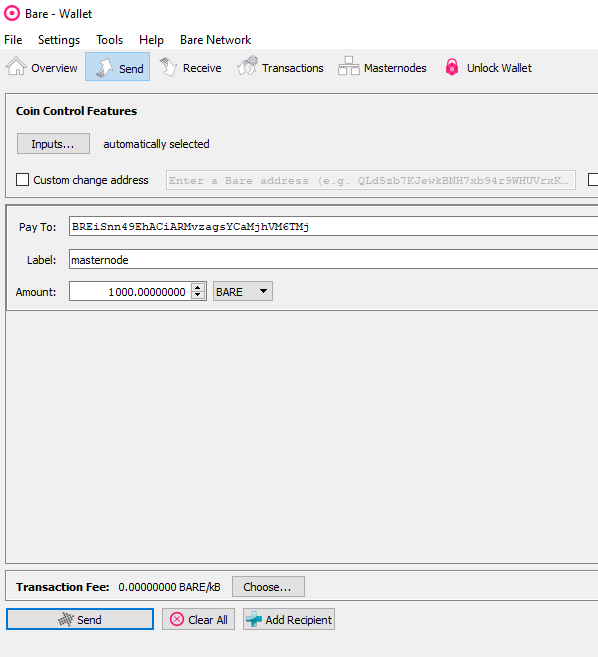 Bare - Wallet
File Settings Tools Help Bare Network
Overview Send Receive Transactions Masternodes Unlock Wallet
Coin Control Features
Inputs... automatically selected
Custom change address Enter a Bare address (e.g. QLd5zb7KJewkBNH7xb94r9WHUVrxK...
Pay To: BREiSnn49EhACiARMvzagsYCaMjhVM6TMj
Label: masternode
Amount: 1000.00000000 BARE
Transaction Fee: 0.00000000 BARE/kB Choose...
Send Clear All Add Recipient